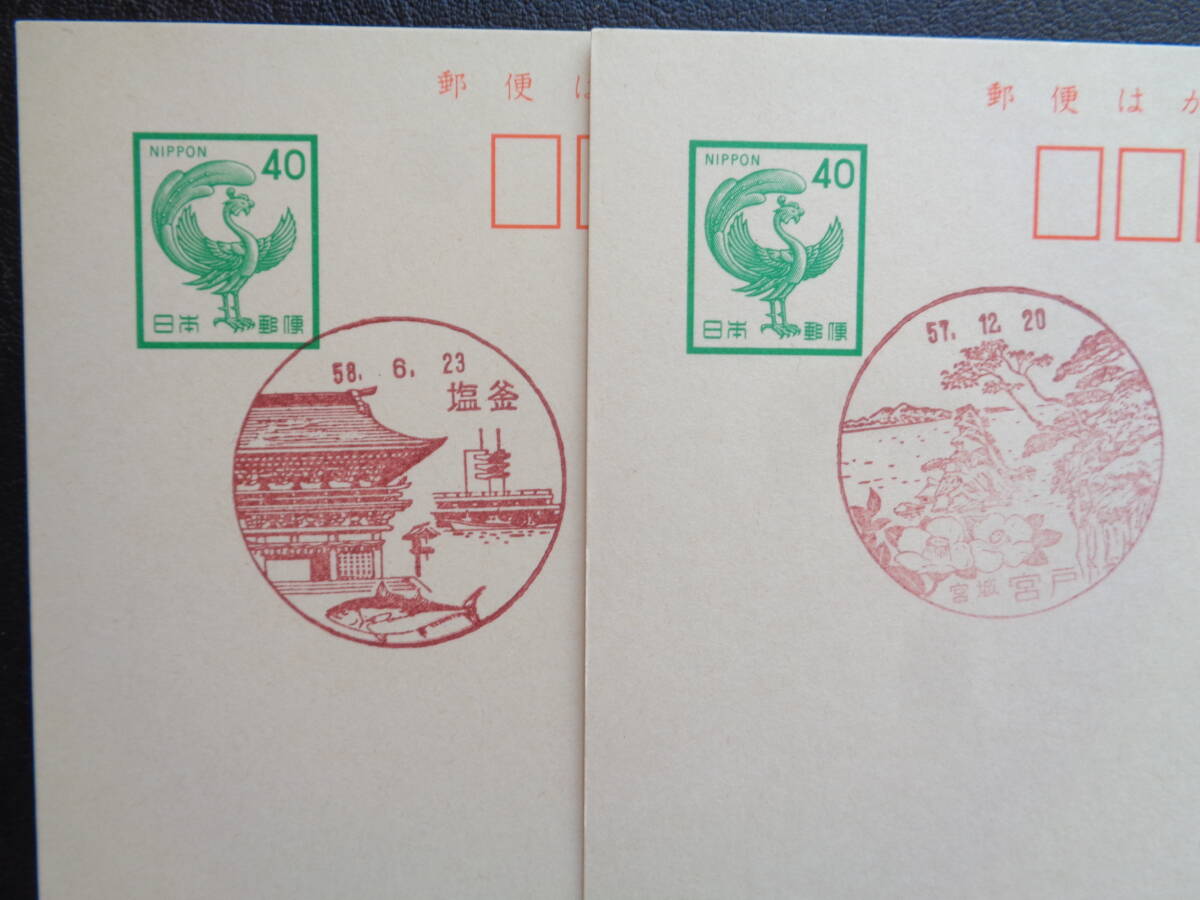 郵便は
NIPPON 40
日本郵便
58. 6. 23
塩釜
郵便はが
NIPPON 40
日本郵便
57. 12. 20
宮城 宮戸